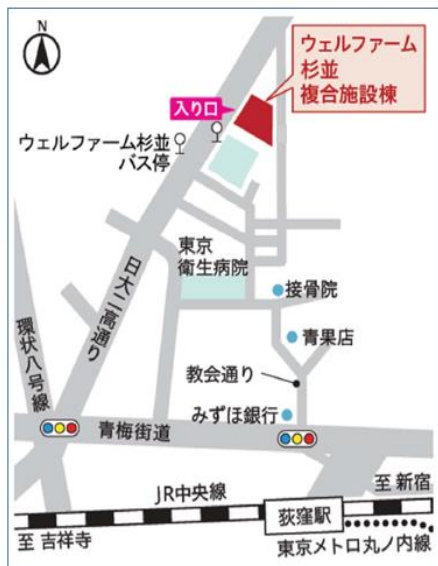 N
ウェルファーム
杉並
複合施設棟
入り口
ウェルファーム杉並
バス停
東京
衛生病院
日大二高通り
接骨院
環状八号線
青果店
教会通り
みずほ銀行
青梅街道
JR中央線
至 新宿
荻窪駅
至 吉祥寺
東京メトロ丸ノ内線